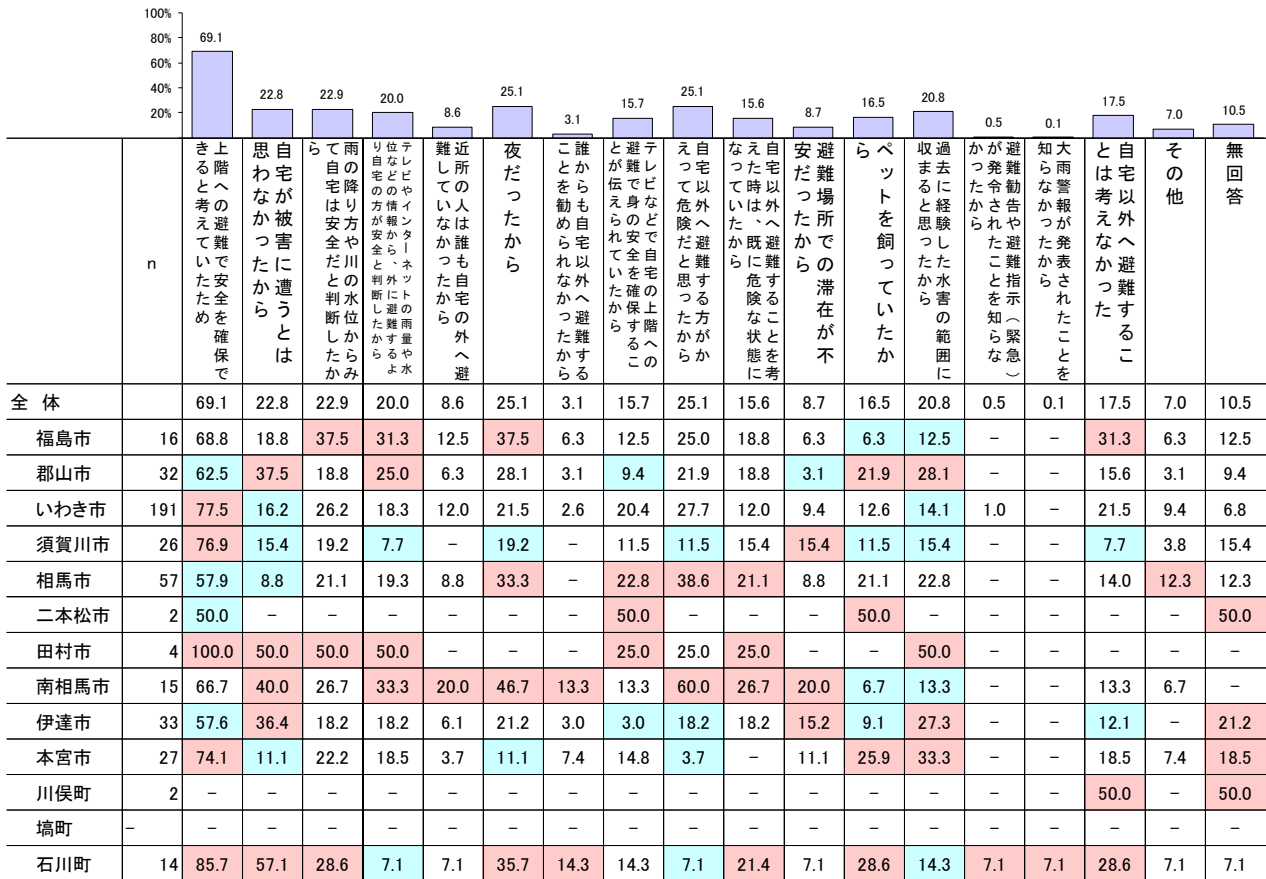 100%
80%
60%
40%
20%
69.1 22.8 22.9 20.0 8.6 25.1 3.1 15.7 25.1 15.6 8.7 16.5 20.8 0.5 0.1 17.5 7.0 10.5
n
上階への避難で安全を確保で
きると考えていたため
自宅が被害に遭うとは
思わなかったから
雨の降り方や川の水位からみ
て自宅は安全だと判断したか
ら
テレビやインターネットの雨量や水
位などの情報から、外に避難するよ
り自宅の方が安全と判断したから
近所の人は誰も自宅の外へ避
難していなかったから
夜だったから
誰からも自宅以外へ避難する
ことを勧められなかったから
テレビなどで自宅の上階への
避難で身の安全を確保するこ
とが伝えられていたから
自宅以外へ避難する方がか
えって危険だと思ったから
自宅以外へ避難することを考
えた時は、既に危険な状態に
なっていたから
避難場所での滞在が不
安だったから
ペットを飼っていたか
ら
過去に経験した水害の範囲に
収まると思ったから
避難勧告や避難指示(緊急)
が発令されたことを知らな
かったから
大雨警報が発表されたことを
知らなかったから
自宅以外へ避難するこ
とは考えなかった
その他
無回答
全 体 69.1 22.8 22.9 20.0 8.6 25.1 3.1 15.7 25.1 15.6 8.7 16.5 20.8 0.5 0.1 17.5 7.0 10.5
福島市 16 68.8 18.8 37.5 31.3 12.5 37.5 6.3 12.5 25.0 18.8 6.3 6.3 12.5 − − 31.3 6.3 12.5
郡山市 32 62.5 37.5 18.8 25.0 6.3 28.1 3.1 9.4 21.9 18.8 3.1 21.9 28.1 − − 15.6 3.1 9.4
いわき市 191 77.5 16.2 26.2 18.3 12.0 21.5 2.6 20.4 27.7 12.0 9.4 12.6 14.1 1.0 − 21.5 9.4 6.8
須賀川市 26 76.9 15.4 19.2 7.7 − 19.2 − 11.5 11.5 15.4 15.4 11.5 15.4 − − 7.7 3.8 15.4
相馬市 57 57.9 8.8 21.1 19.3 8.8 33.3 − 22.8 38.6 21.1 8.8 21.1 22.8 − − 14.0 12.3 12.3
二本松市 2 50.0 − − − − − − 50.0 − − − 50.0 − − − − − 50.0
田村市 4 100.0 50.0 50.0 50.0 − − − 25.0 25.0 25.0 − − 50.0 − − − − −
南相馬市 15 66.7 40.0 26.7 33.3 20.0 46.7 13.3 13.3 60.0 26.7 20.0 6.7 13.3 − − 13.3 6.7 −
伊達市 33 57.6 36.4 18.2 18.2 6.1 21.2 3.0 3.0 18.2 18.2 15.2 9.1 27.3 − − 12.1 − 21.2
本宮市 27 74.1 11.1 22.2 18.5 3.7 11.1 7.4 14.8 3.7 − 11.1 25.9 33.3 − − 18.5 7.4 18.5
川俣町 2 − − − − − − − − − − − − − − − 50.0 − 50.0
塙町 − − − − − − − − − − − − − − − − − − −
石川町 14 85.7 57.1 28.6 7.1 7.1 35.7 14.3 14.3 7.1 21.4 7.1 28.6 14.3 7.1 7.1 28.6 7.1 7.1